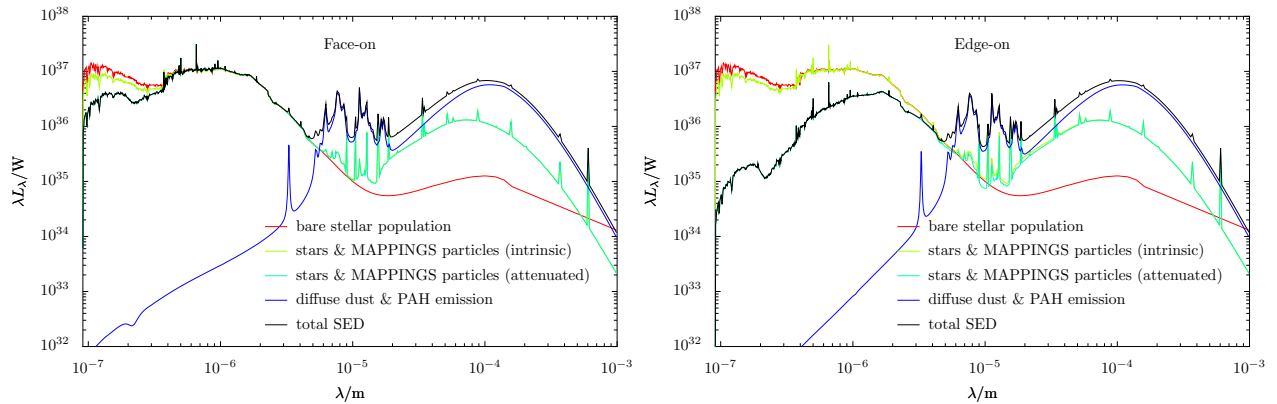 Face-on
10^38
10^37
10^36
10^35
10^34
10^33
10^32
λL_λ/W
bare stellar population
stars & MAPPINGS particles (intrinsic)
stars & MAPPINGS particles (attenuated)
diffuse dust & PAH emission
total SED
10^−7 10^−6 10^−5 10^−4 10^−3
λ/m
Edge-on
10^38
10^37
10^36
10^35
10^34
10^33
10^32
λL_λ/W
bare stellar population
stars & MAPPINGS particles (intrinsic)
stars & MAPPINGS particles (attenuated)
diffuse dust & PAH emission
total SED
10^−7 10^−6 10^−5 10^−4 10^−3
λ/m